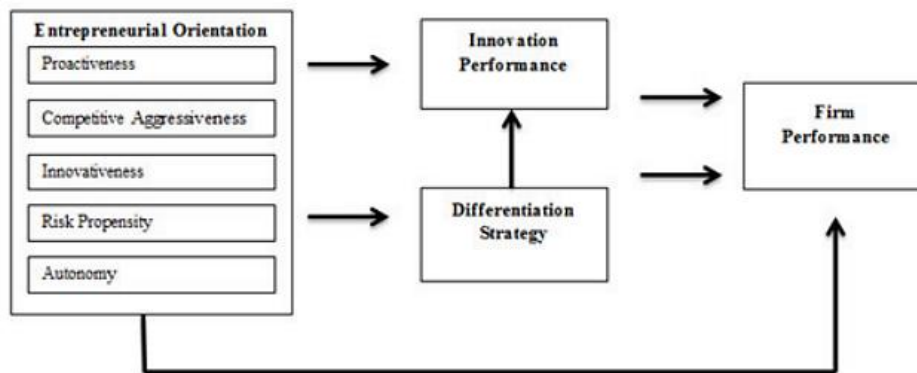 Entrepreneurial Orientation
Proactiveness
Competitive Aggressiveness
Innovativeness
Risk Propensity
Autonomy
Innovation
Performance
Differentiation
Strategy
Firm
Performance